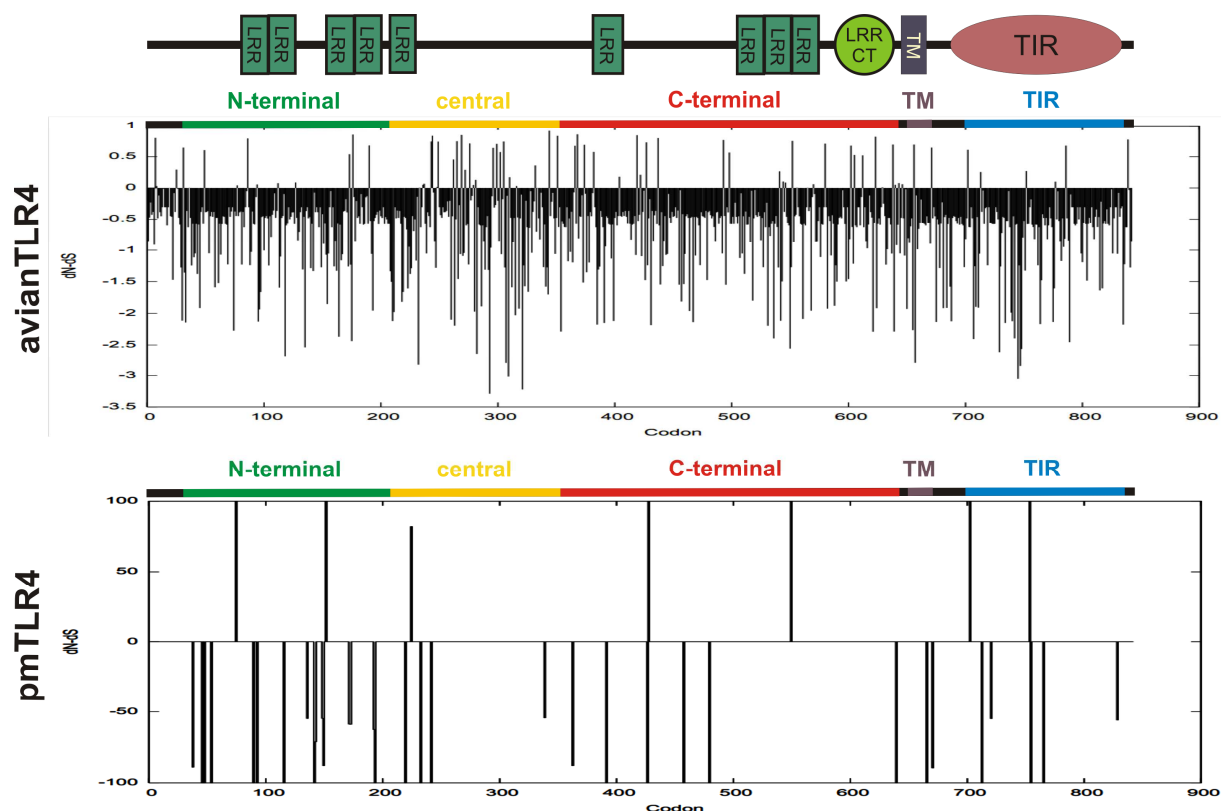 LRR LRR LRR LRR LRR LRR LRR LRR LRR LRR CT TM TIR
N-terminal central C-terminal TM TIR
avianTLR4
dN-dS
1
0.5
0
-0.5
-1
-1.5
-2
-2.5
-3
-3.5
0 100 200 300 400 500 600 700 800 900
Codon
N-terminal central C-terminal TM TIR
pmTLR4
dN-dS
100
50
0
-50
-100
0 100 200 300 400 500 600 700 800 900
Codon